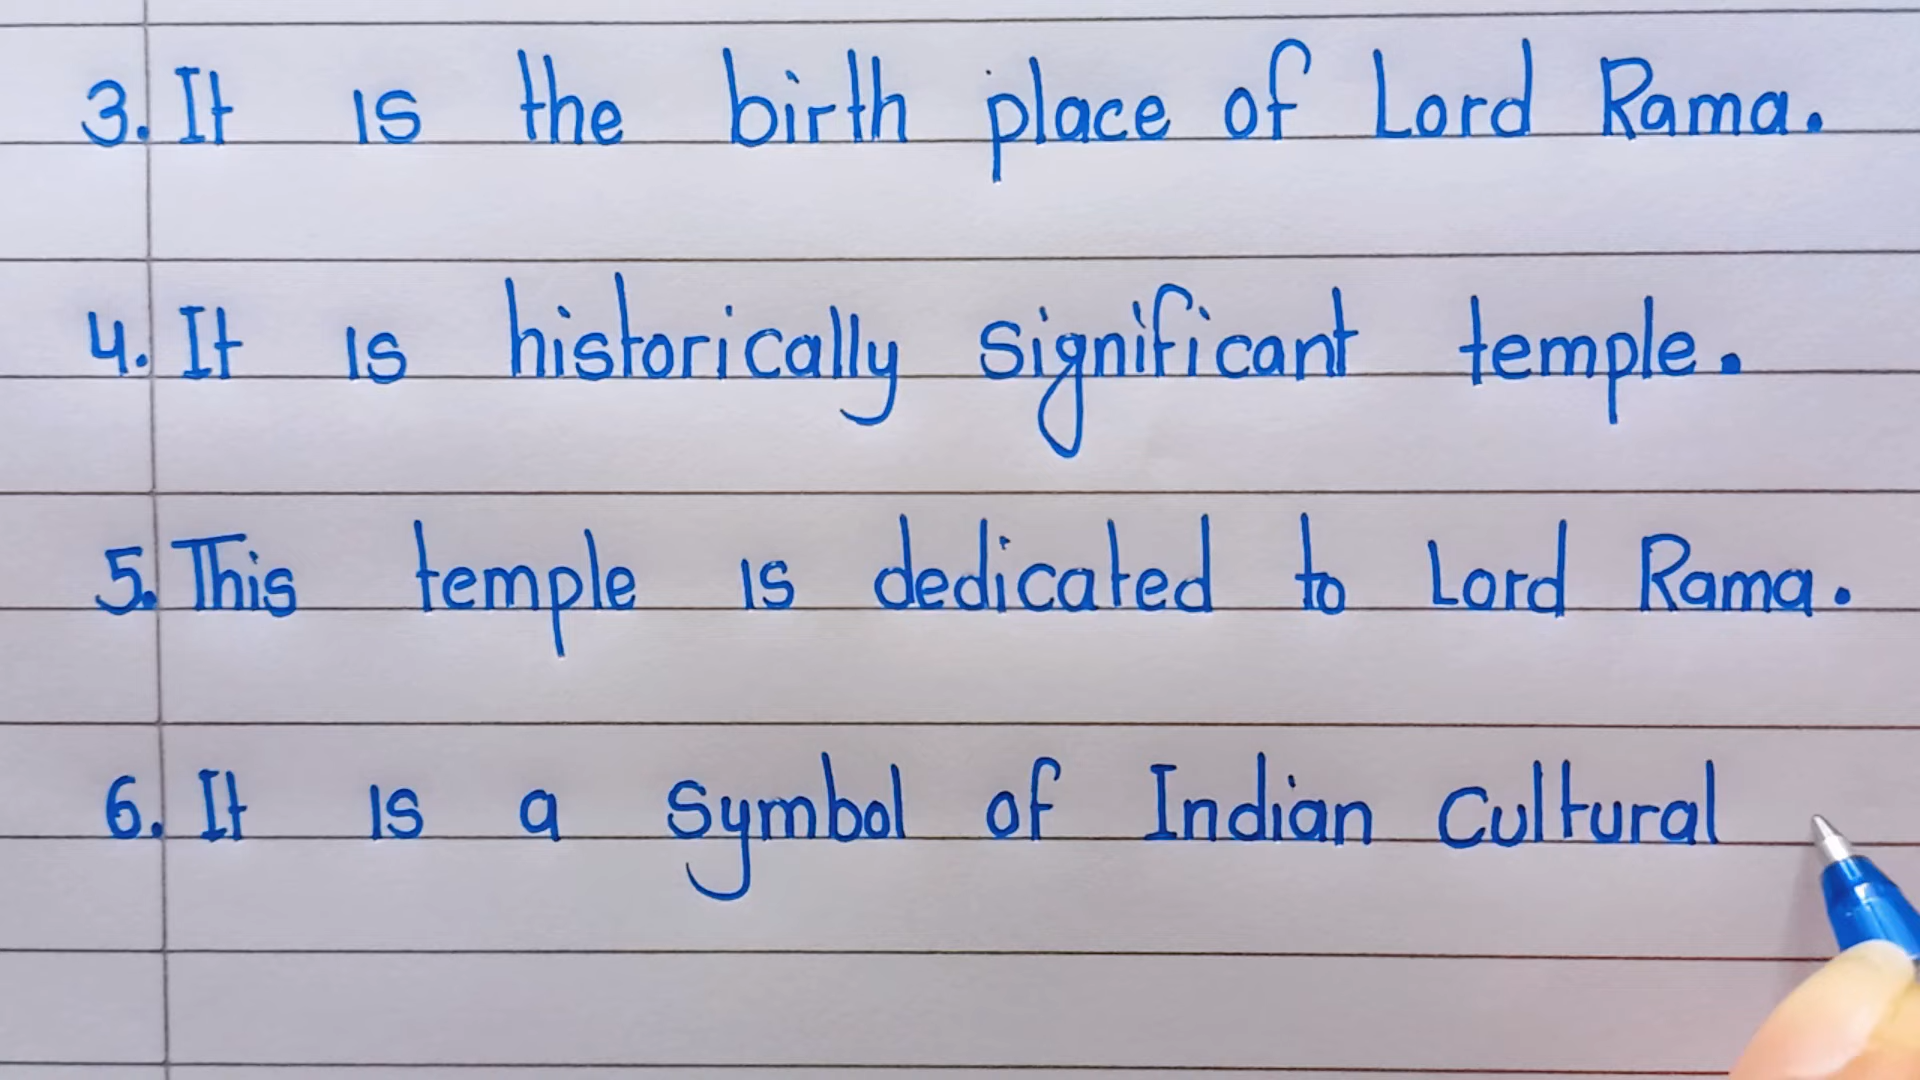 3. It is the birth place of Lord Rama.
4. It is historically significant temple.
5. This temple is dedicated to Lord Rama.
6. It is a symbol of Indian Cultural